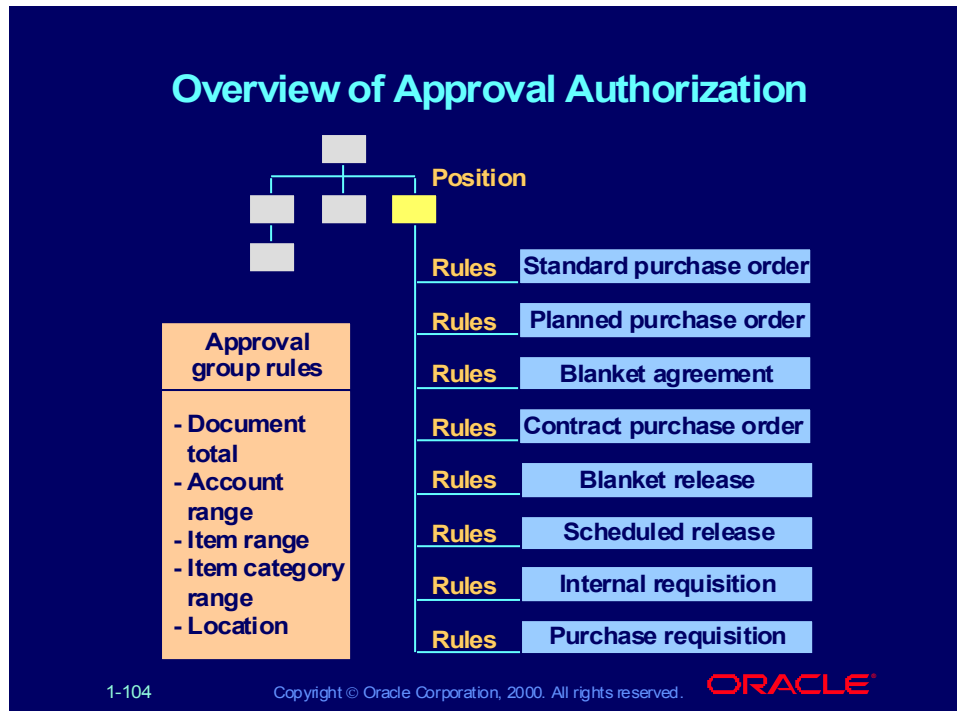 Overview of Approval Authorization
Position
Rules Standard purchase order
Rules Planned purchase order
Rules Blanket agreement
Rules Contract purchase order
Rules Blanket release
Rules Scheduled release
Rules Internal requisition
Rules Purchase requisition
Approval
group rules
- Document
total
- Account
range
- Item range
- Item category
range
- Location
1-104
Copyright © Oracle Corporation, 2000. All rights reserved.
ORACLE®